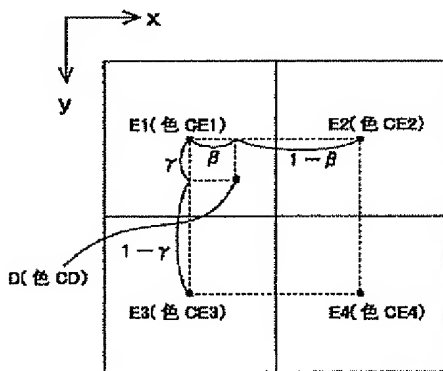 x
y
E1(色 CE1) E2(色 CE2)
γ β 1−β
1−γ
D(色 CD)
E3(色 CE3) E4(色 CE4)